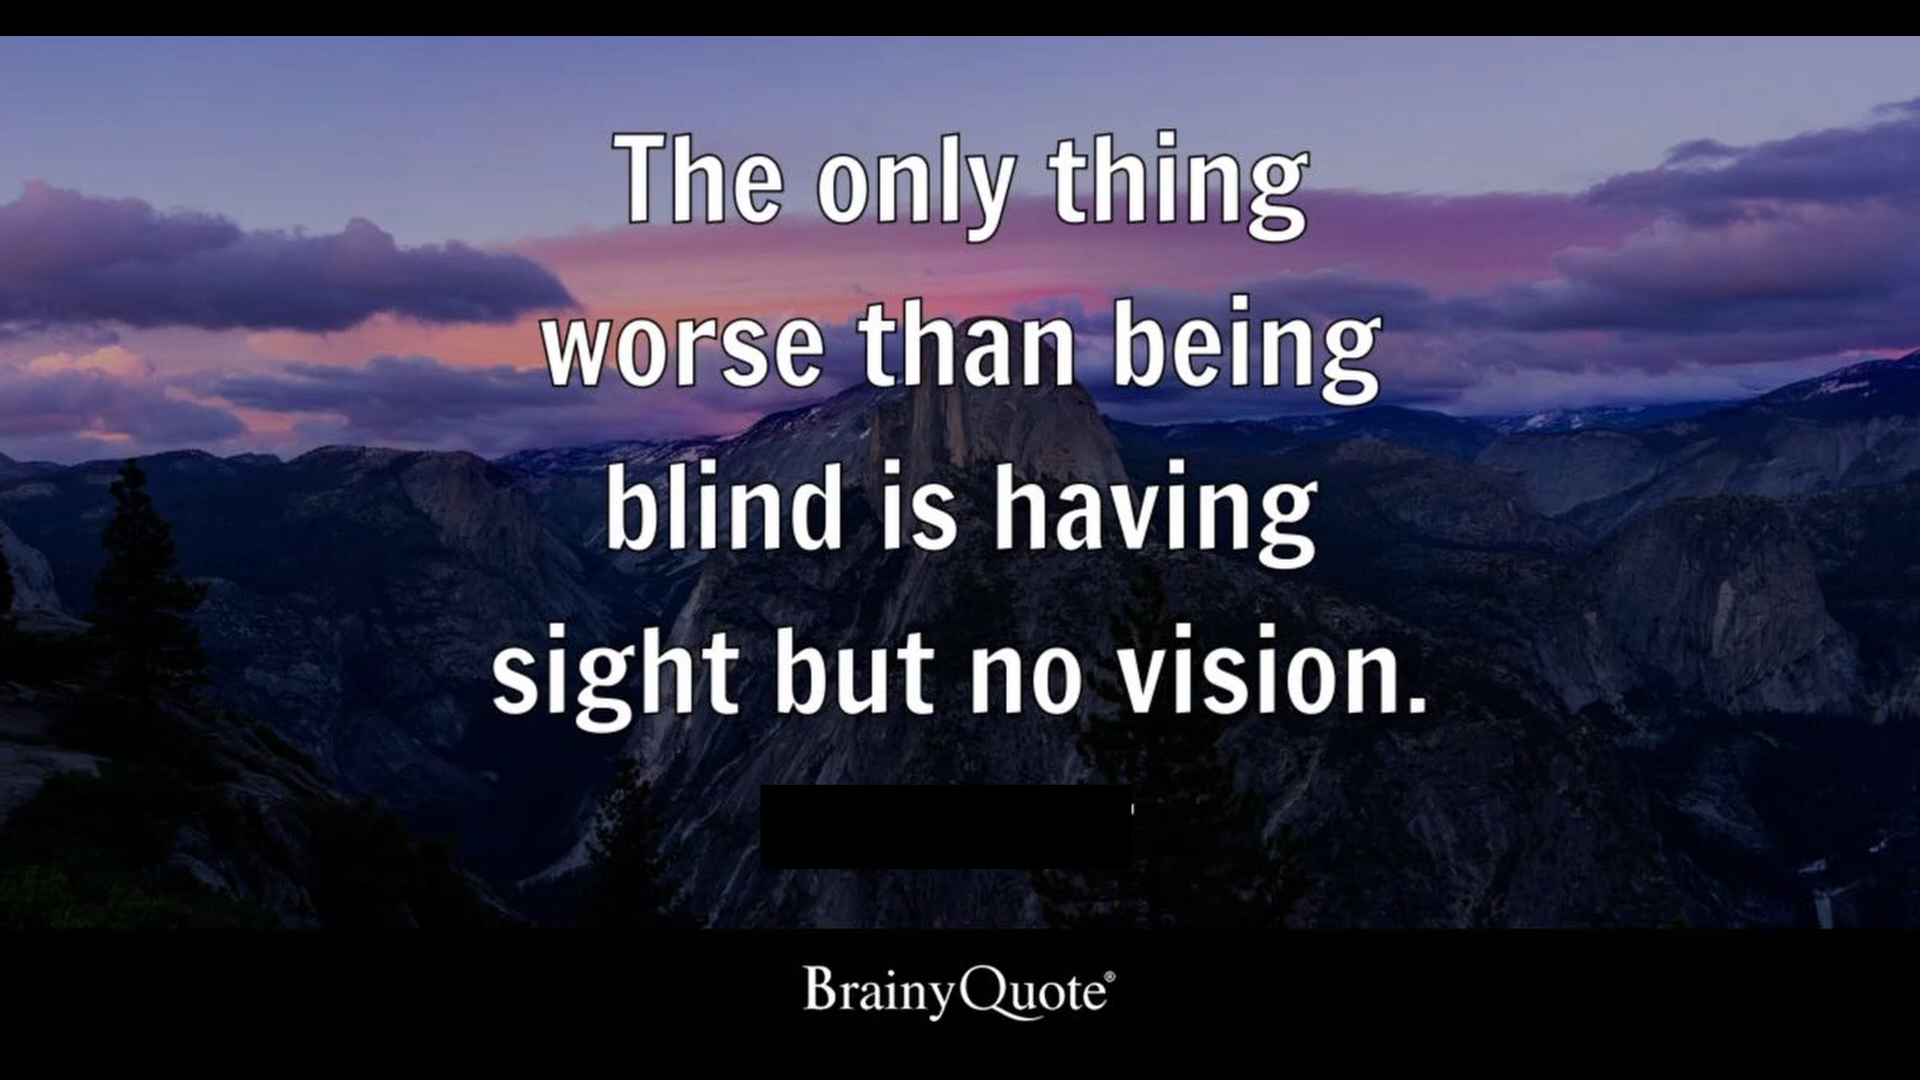 The only thing
worse than being
blind is having
sight but no vision.
BrainyQuote®